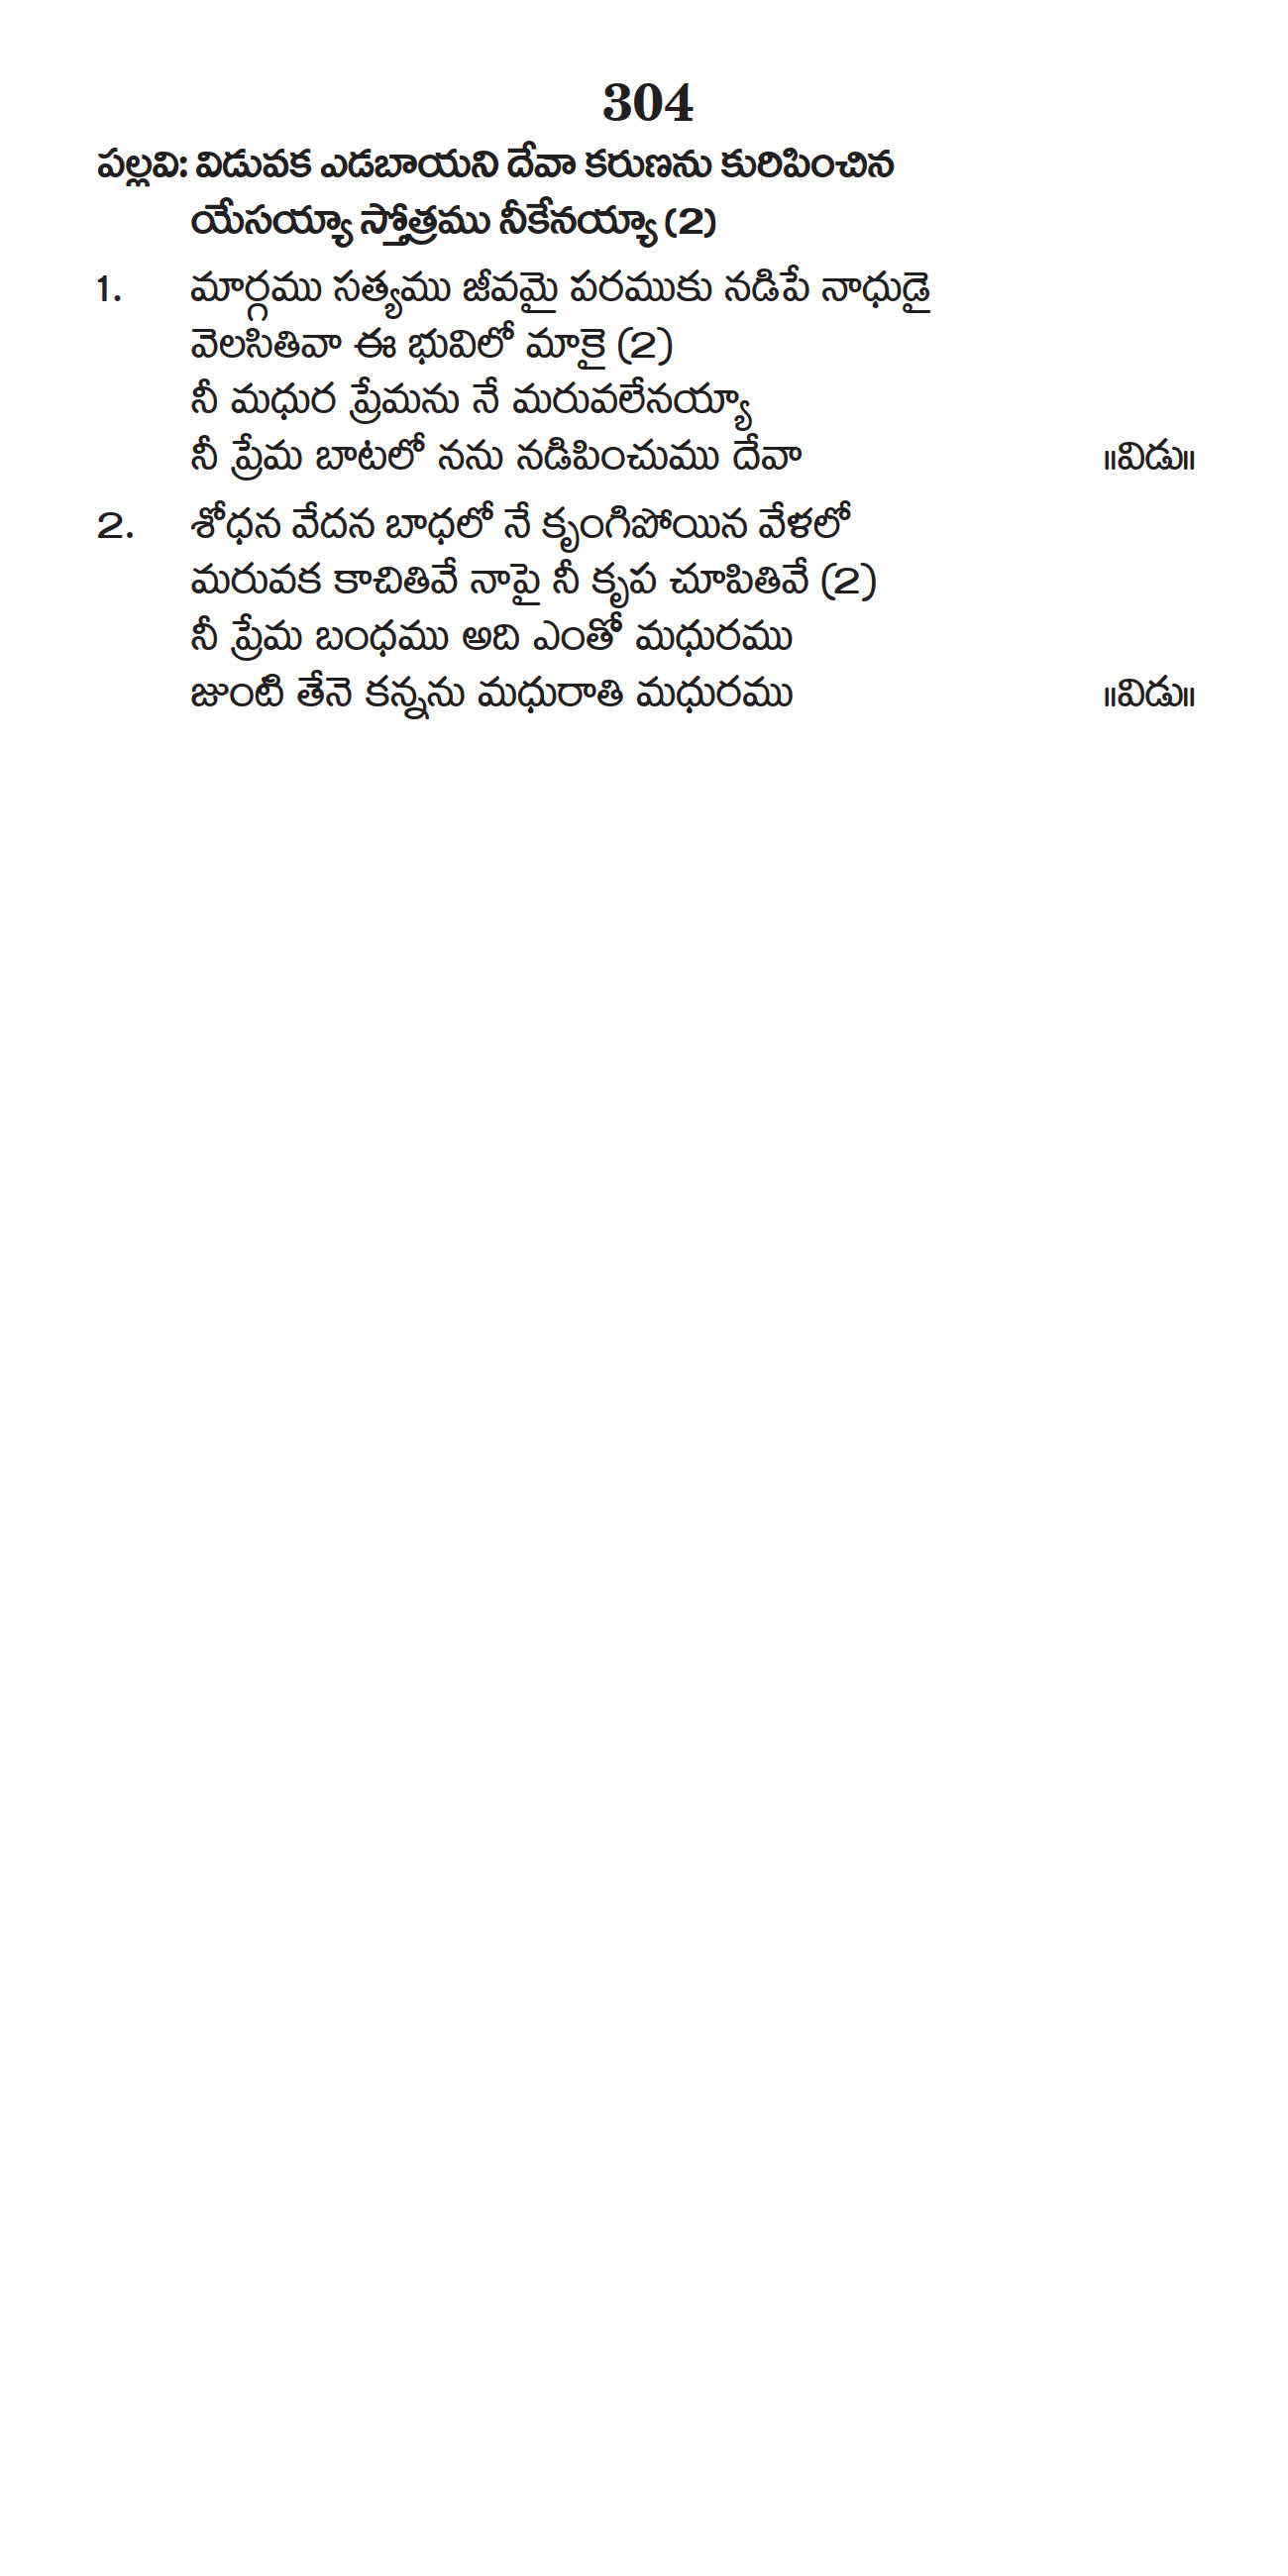 304
పల్లవి: విడువక ఎడబాయని దేవా కరుణను కురిపించిన
యేసయ్యా స్తోత్రము నీకేనయ్యా (2)
1. మార్గము సత్యము జీవమై పరముకు నడిపే నాధుడై
వెలసితివా ఈ భువిలో మాకై (2)
నీ మధుర ప్రేమను నే మరువలేనయ్యా
నీ ప్రేమ బాటలో నను నడిపించుము దేవా ॥విడు॥
2. శోధన వేదన బాధలో నే కృంగిపోయిన వేళలో
మరువక కాచితివే నాపై నీ కృప చూపితివే (2)
నీ ప్రేమ బంధము అది ఎంతో మధురము
జుంటి తేనె కన్నను మధురాతి మధురము ॥విడు॥